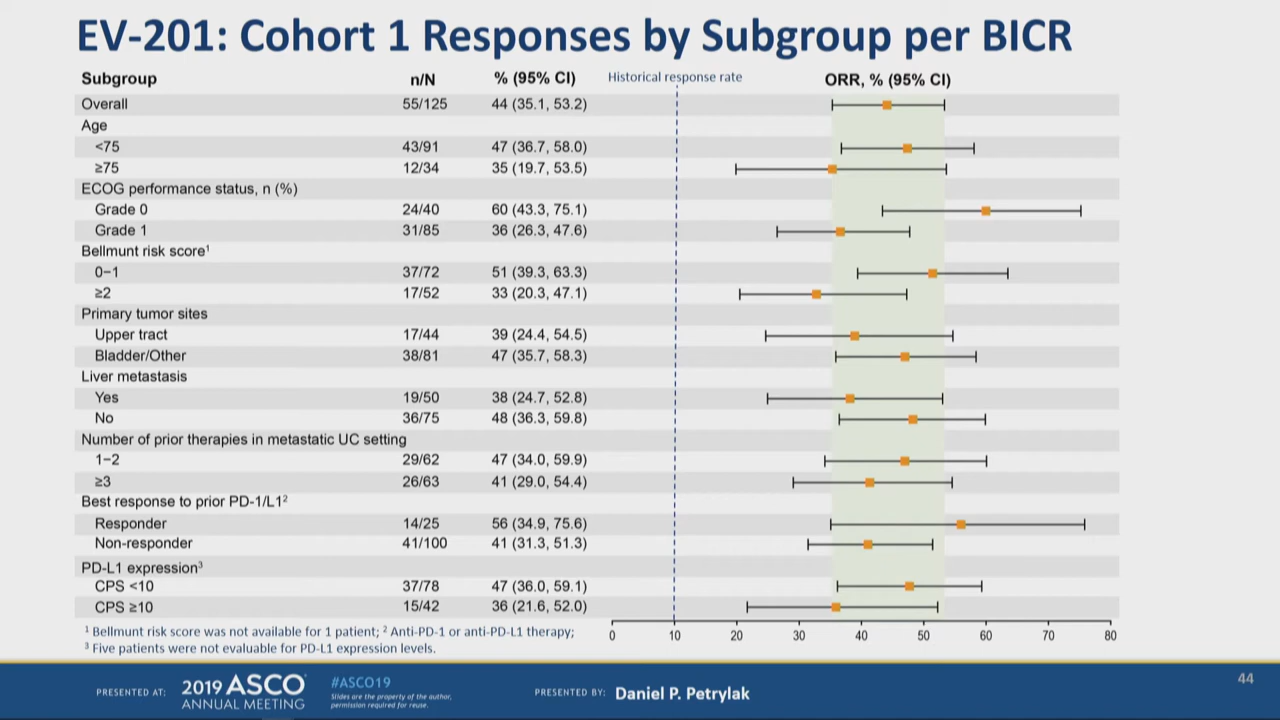 EV-201: Cohort 1 Responses by Subgroup per BICR
Subgroup n/N % (95% CI) Historical response rate ORR, % (95% CI)
Overall 55/125 44 (35.1, 53.2)
Age
<75 43/91 47 (36.7, 58.0)
≥75 12/34 35 (19.7, 53.5)
ECOG performance status, n (%)
Grade 0 24/40 60 (43.3, 75.1)
Grade 1 31/85 36 (26.3, 47.6)
Bellmunt risk score¹
0−1 37/72 51 (39.3, 63.3)
≥2 17/52 33 (20.3, 47.1)
Primary tumor sites
Upper tract 17/44 39 (24.4, 54.5)
Bladder/Other 38/81 47 (35.7, 58.3)
Liver metastasis
Yes 19/50 38 (24.7, 52.8)
No 36/75 48 (36.3, 59.8)
Number of prior therapies in metastatic UC setting
1−2 29/62 47 (34.0, 59.9)
≥3 26/63 41 (29.0, 54.4)
Best response to prior PD-1/L1²
Responder 14/25 56 (34.9, 75.6)
Non-responder 41/100 41 (31.3, 51.3)
PD-L1 expression³
CPS <10 37/78 47 (36.0, 59.1)
CPS ≥10 15/42 36 (21.6, 52.0)
0 10 20 30 40 50 60 70 80
¹ Bellmunt risk score was not available for 1 patient; ² Anti-PD-1 or anti-PD-L1 therapy;
³ Five patients were not evaluable for PD-L1 expression levels.
44
PRESENTED AT:
2019 ASCO
ANNUAL MEETING
#ASCO19
Slides are the property of the author,
permission required for reuse.
PRESENTED BY: Daniel P. Petrylak